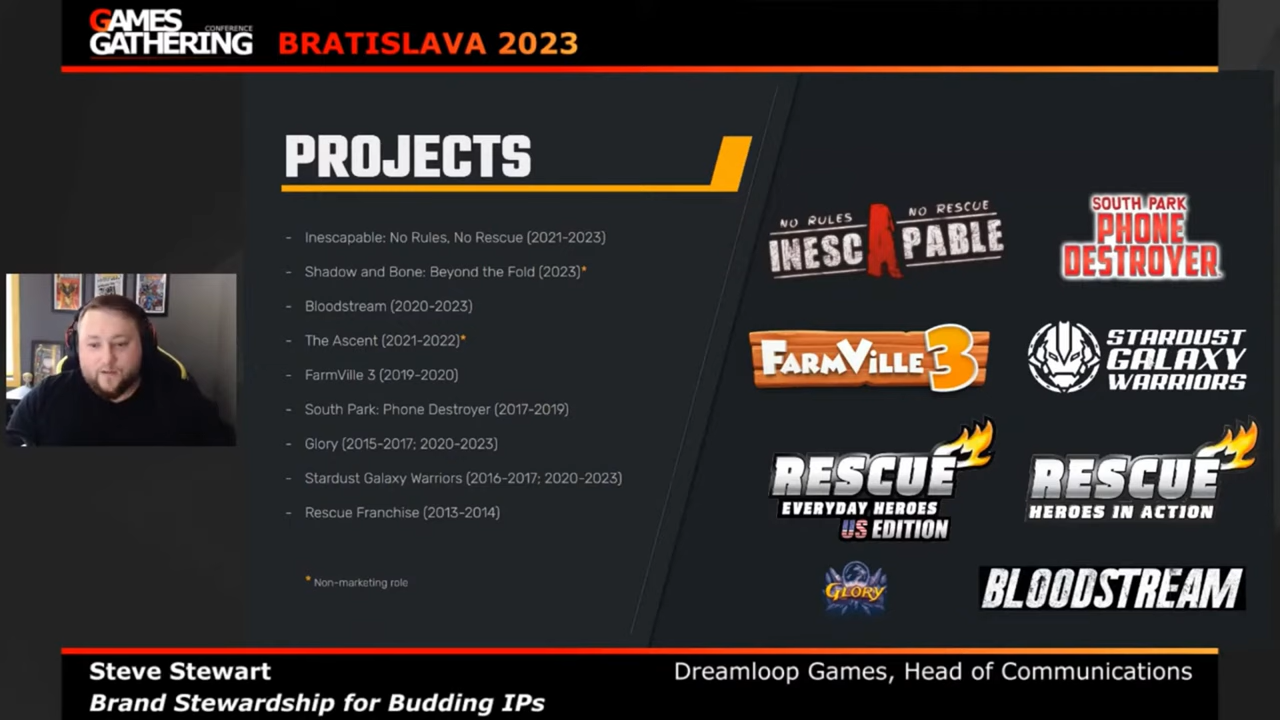 GAMES
CONFERENCE
GATHERING
BRATISLAVA 2023
PROJECTS
- Inescapable: No Rules, No Rescue (2021-2023)
- Shadow and Bone: Beyond the Fold (2023)*
- Bloodstream (2020-2023)
- The Ascent (2021-2022)*
- FarmVille 3 (2019-2020)
- South Park: Phone Destroyer (2017-2019)
- Glory (2015-2017; 2020-2023)
- Stardust Galaxy Warriors (2016-2017; 2020-2023)
- Rescue Franchise (2013-2014)
* Non-marketing role
NO RULES NO RESCUE
INESCAPABLE
SOUTH PARK
PHONE
DESTROYER
FARMVILLE 3
STARDUST
GALAXY
WARRIORS
RESCUE
EVERYDAY HEROES
US EDITION
RESCUE
HEROES IN ACTION
GLORY
BLOODSTREAM
Steve Stewart
Dreamloop Games, Head of Communications
Brand Stewardship for Budding IPs